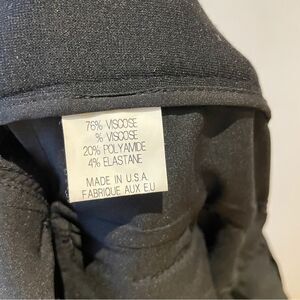 76% VISCOSE
% VISCOSE
20% POLYAMIDE
4% ELASTANE
MADE IN U.S.A.
FABRIQUE AUX E.U